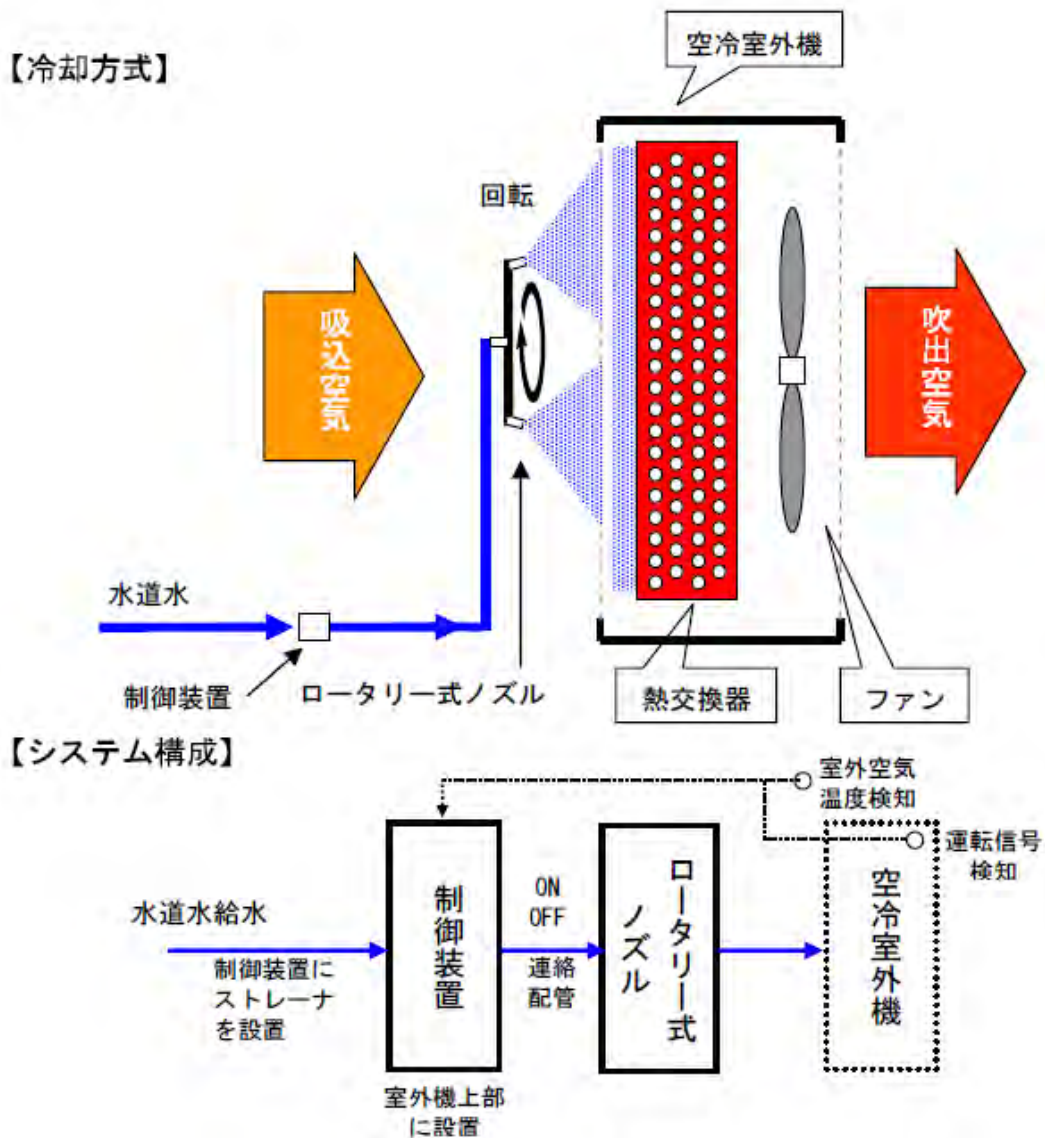 【冷却方式】
空冷室外機
回転
吸込空気
吹出空気
水道水
制御装置
ロータリー式ノズル
熱交換器
ファン
【システム構成】
室外空気
温度検知
運転信号
検知
水道水給水
制御装置に
ストレーナ
を設置
制御装置
室外機上部
に設置
ON
OFF
連絡
配管
ロータリー式
ノズル
空冷室外機